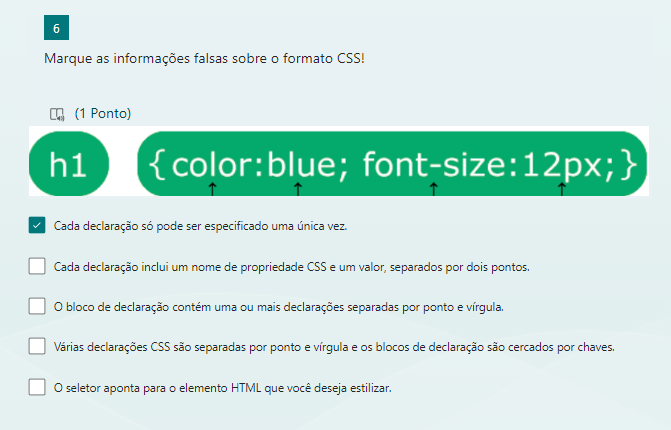 6
Marque as informações falsas sobre o formato CSS!
(1 Ponto)
h1 {color:blue; font-size:12px;}
Cada declaração só pode ser especificado uma única vez.
Cada declaração inclui um nome de propriedade CSS e um valor, separados por dois pontos.
O bloco de declaração contém uma ou mais declarações separadas por ponto e vírgula.
Várias declarações CSS são separadas por ponto e vírgula e os blocos de declaração são cercados por chaves.
O seletor aponta para o elemento HTML que você deseja estilizar.